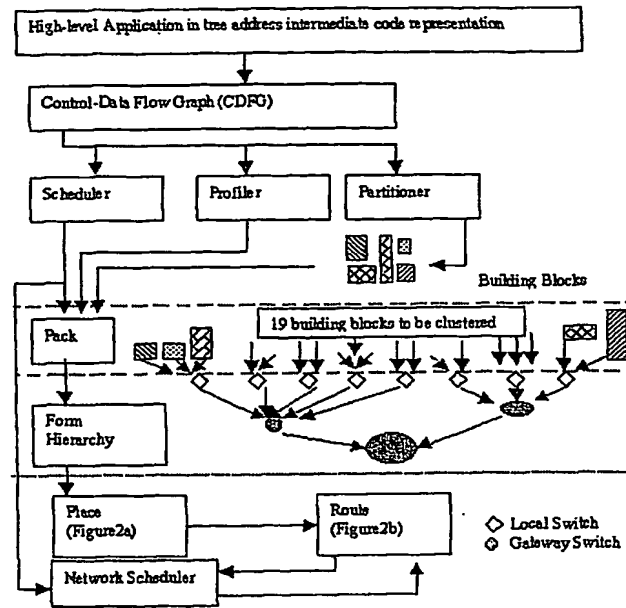 High-level Application in tree address intermediate code representation
Control-Data Flow Graph (CDFG)
Scheduler
Profiler
Partitioner
Building Blocks
Pack
19 building blocks to be clustered
Form
Hierarchy
Place
(Figure2a)
Route
(Figure2b)
Local Switch
Gateway Switch
Network Scheduler